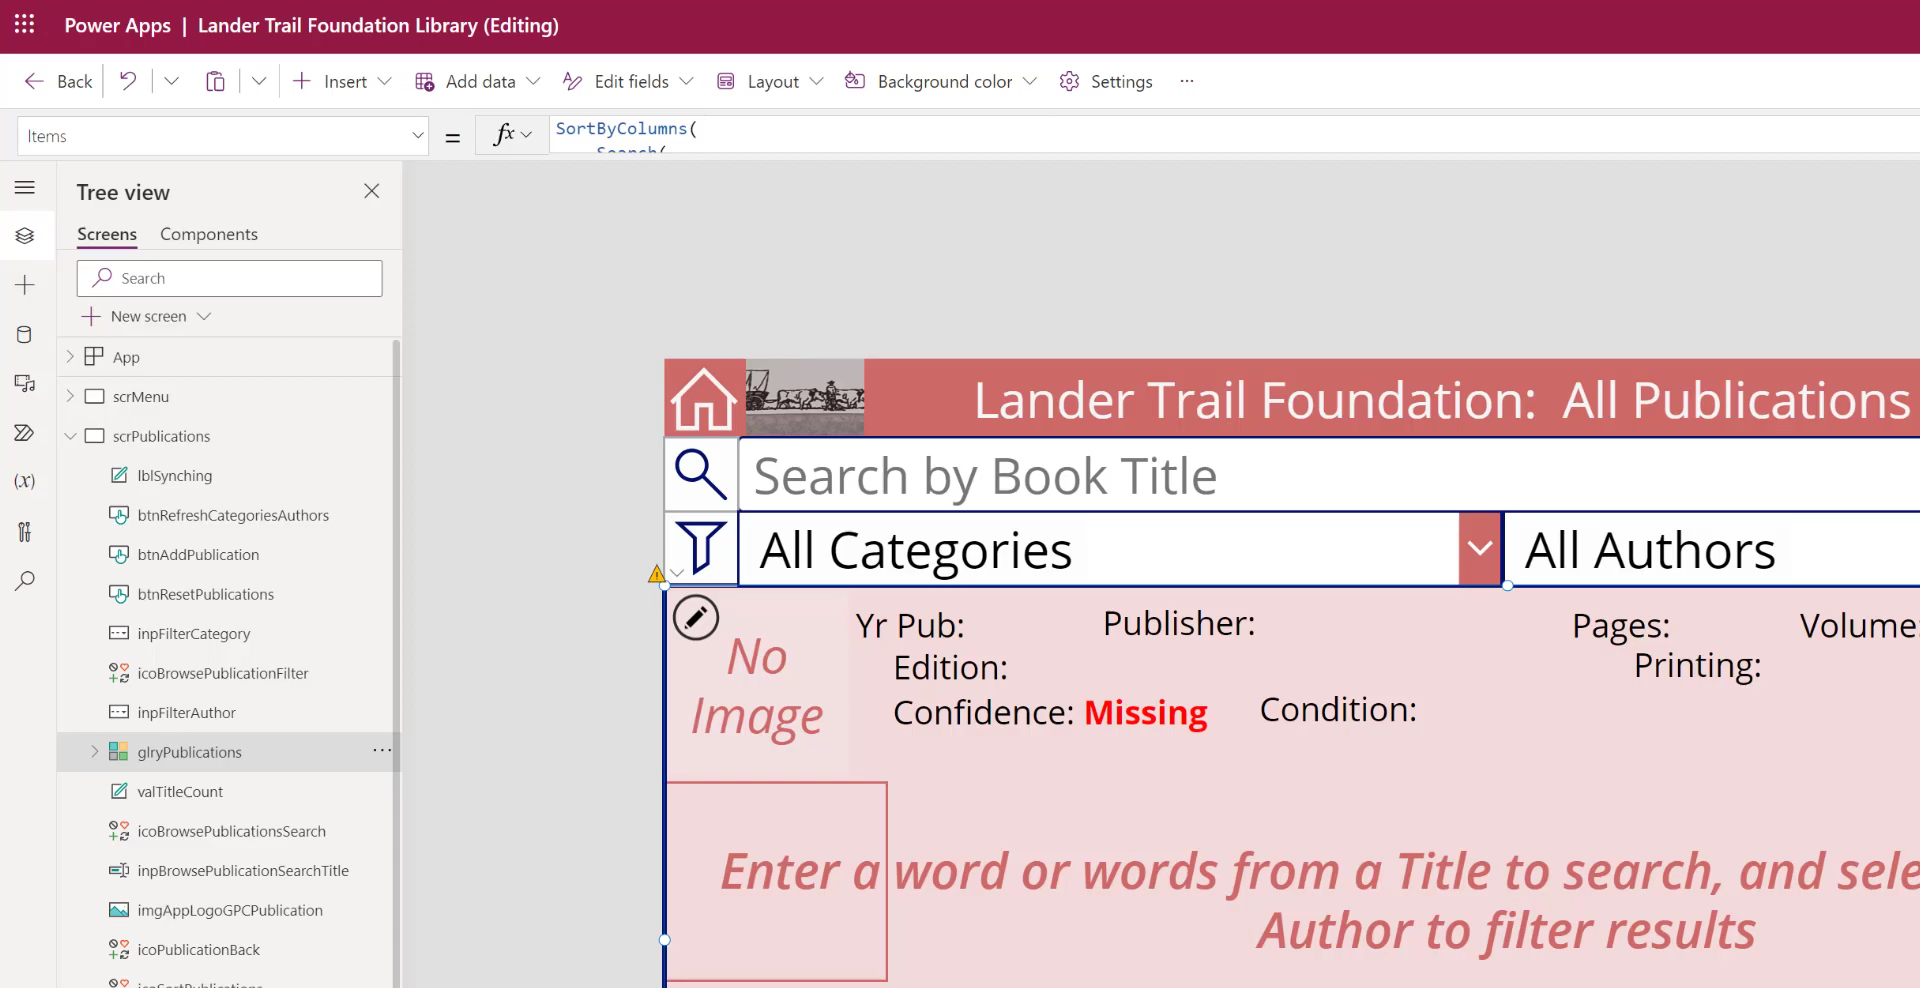 Power Apps | Lander Trail Foundation Library (Editing)
Back Insert Add data Edit fields Layout Background color Settings ...
Items = fx SortByColumns(
Search(
Tree view
Screens Components
Search
New screen
App
scrMenu
scrPublications
lblSynching
btnRefreshCategoriesAuthors
btnAddPublication
btnResetPublications
inpFilterCategory
icoBrowsePublicationFilter
inpFilterAuthor
glryPublications ...
valTitleCount
icoBrowsePublicationsSearch
inpBrowsePublicationSearchTitle
imgAppLogoGPCPublication
icoPublicationBack
icoSortPublications
(x)
Lander Trail Foundation: All Publications
Search by Book Title
All Categories All Authors
No
Image
Yr Pub: Publisher: Pages: Volume:
Edition: Printing:
Confidence: Missing Condition:
Enter a word or words from a Title to search, and sele
Author to filter results